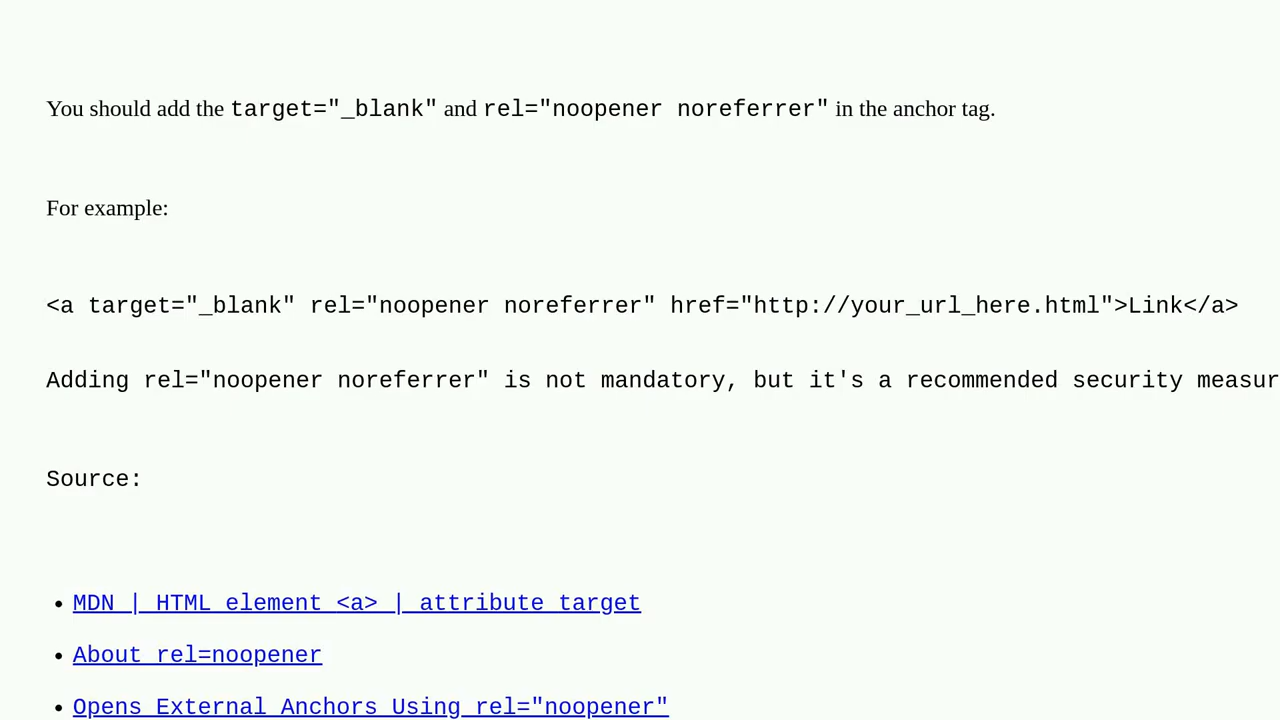 You should add the target="_blank" and rel="noopener noreferrer" in the anchor tag.
For example:
<a target="_blank" rel="noopener noreferrer" href="http://your_url_here.html">Link</a>
Adding rel="noopener noreferrer" is not mandatory, but it's a recommended security measur
Source:
• MDN | HTML element <a> | attribute target
• About rel=noopener
• Opens External Anchors Using rel="noopener"